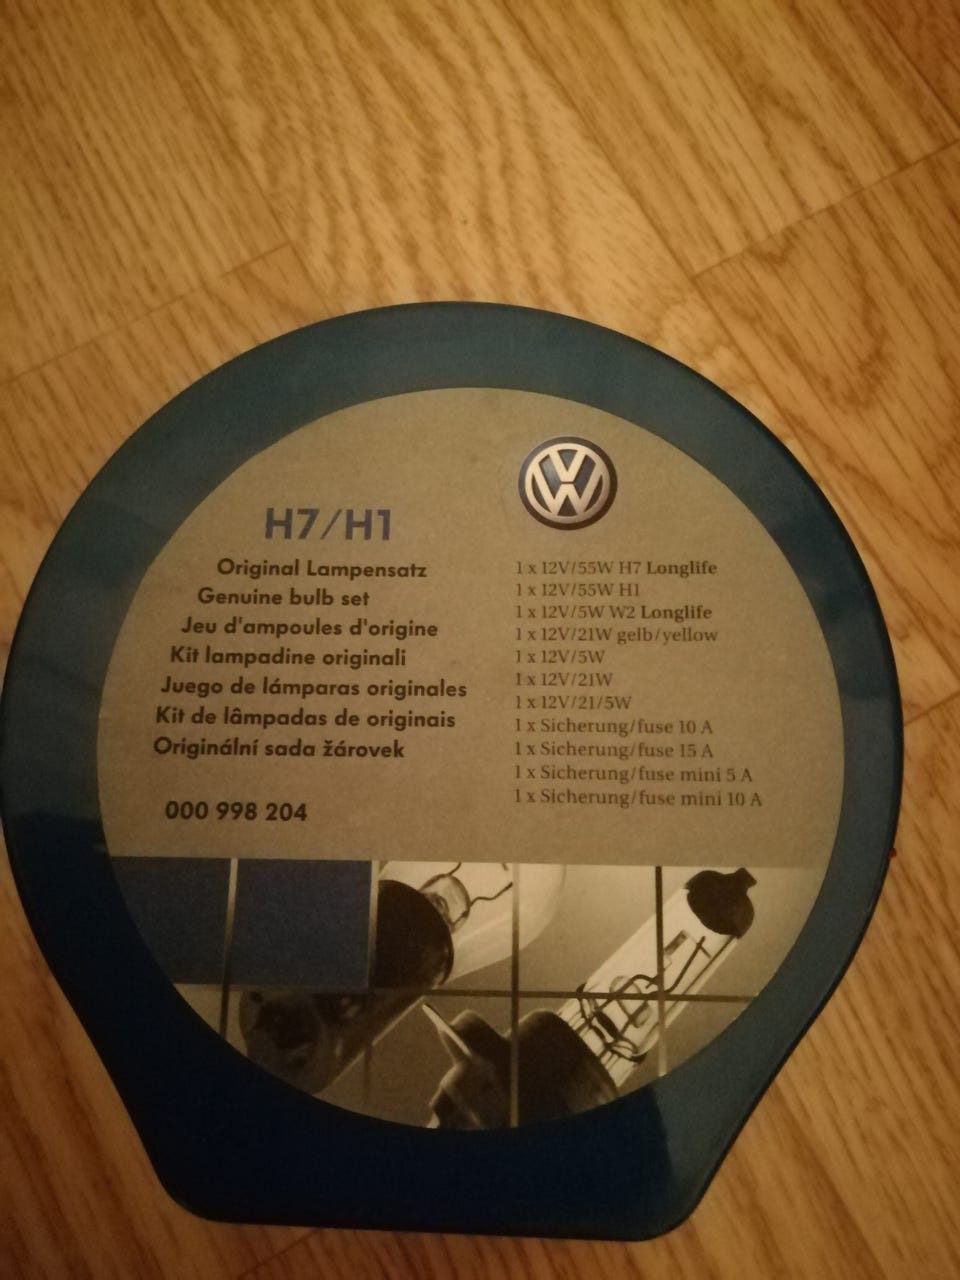 H7/H1
Original Lampensatz
Genuine bulb set
Jeu d'ampoules d'origine
Kit lampadine originali
Juego de lámparas originales
Kit de lâmpadas de originais
Originální sada žárovek
000 998 204
1 x 12V/55W H7 Longlife
1 x 12V/55W H1
1 x 12V/5W W2 Longlife
1 x 12V/21W gelb/yellow
1 x 12V/5W
1 x 12V/21W
1 x 12V/21/5W
1 x Sicherung/fuse 10 A
1 x Sicherung/fuse 15 A
1 x Sicherung/fuse mini 5 A
1 x Sicherung/fuse mini 10 A